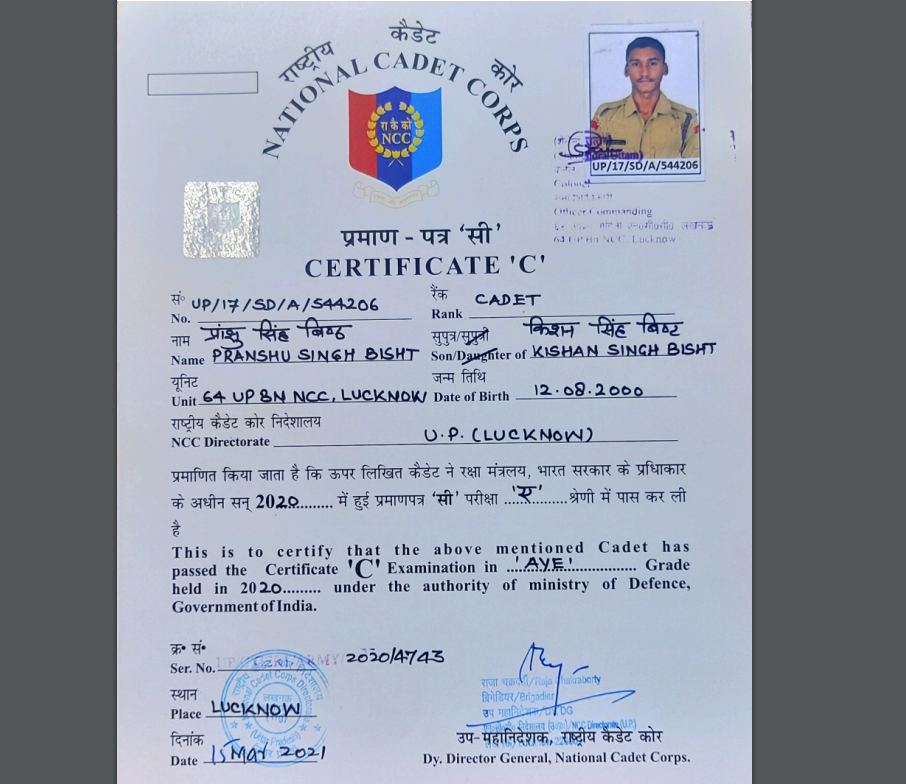 राष्ट्रीय कैडेट कोर
NATIONAL CADET CORPS
रा कै को
NCC
UP/17/SD/A/544206
Colonel
Officer Commanding
64 UP BN NCC, Lucknow
प्रमाण - पत्र ‘सी’
CERTIFICATE 'C'
सं॰ UP/17/SD/A/544206 रैंक CADET
No. Rank
नाम प्रांशु सिंह बिष्ट सुपुत्र/सुपुत्री किशन सिंह बिष्ट
Name PRANSHU SINGH BISHT Son/Daughter of KISHAN SINGH BISHT
यूनिट जन्म तिथि
Unit 64 UP BN NCC, LUCKNOW Date of Birth 12.08.2000
राष्ट्रीय कैडेट कोर निदेशालय
NCC Directorate U.P. (LUCKNOW)
प्रमाणित किया जाता है कि ऊपर लिखित कैडेट ने रक्षा मंत्रलय, भारत सरकार के प्रधिाकार
के अधीन सन् 2020......... में हुई प्रमाणपत्र ‘सी’ परीक्षा ....'ए'.......श्रेणी में पास कर ली
है
This is to certify that the above mentioned Cadet has
passed the Certificate 'C' Examination in ...'AYE'................ Grade
held in 2020......... under the authority of ministry of Defence,
Government of India.
क्र॰ सं॰
Ser. No. 2020/4743
स्थान
Place LUCKNOW
दिनांक
Date 15 MAY 2021
राजा चक्रवर्ती/Raja Chakraberty
ब्रिगेडियर/Brigadier
उप-महानिदेशक, राष्ट्रीय कैडेट कोर
Dy. Director General, National Cadet Corps.